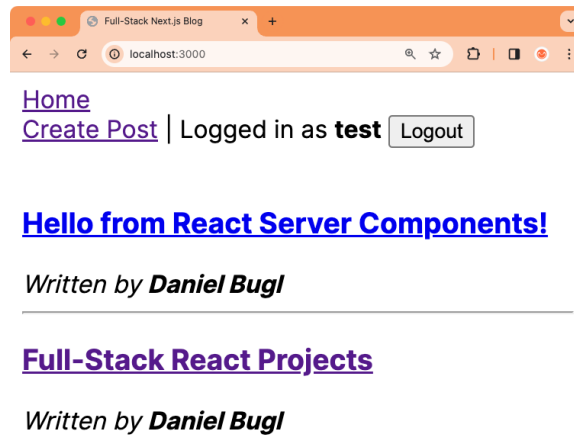 Full-Stack Next.js Blog
localhost:3000
Home
Create Post | Logged in as test Logout
Hello from React Server Components!
Written by Daniel Bugl
Full-Stack React Projects
Written by Daniel Bugl